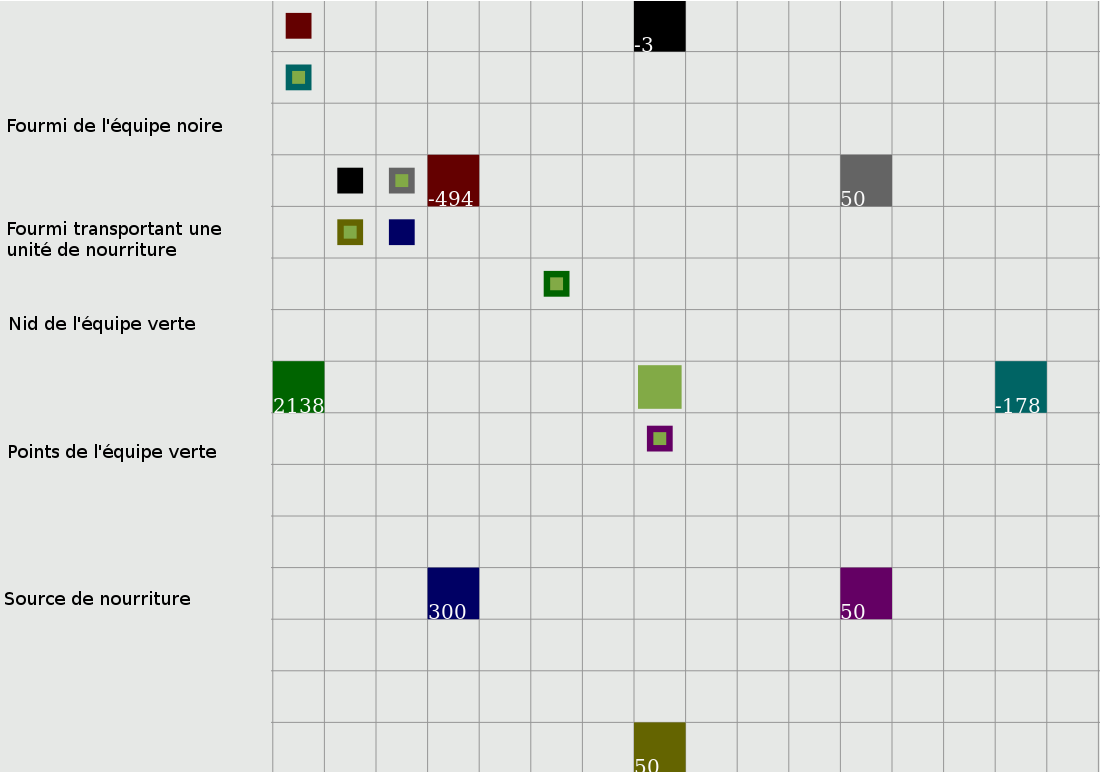 -3
Fourmi de l'équipe noire
-494
50
Fourmi transportant une
unité de nourriture
Nid de l'équipe verte
2138
-178
Points de l'équipe verte
Source de nourriture
300
50
50